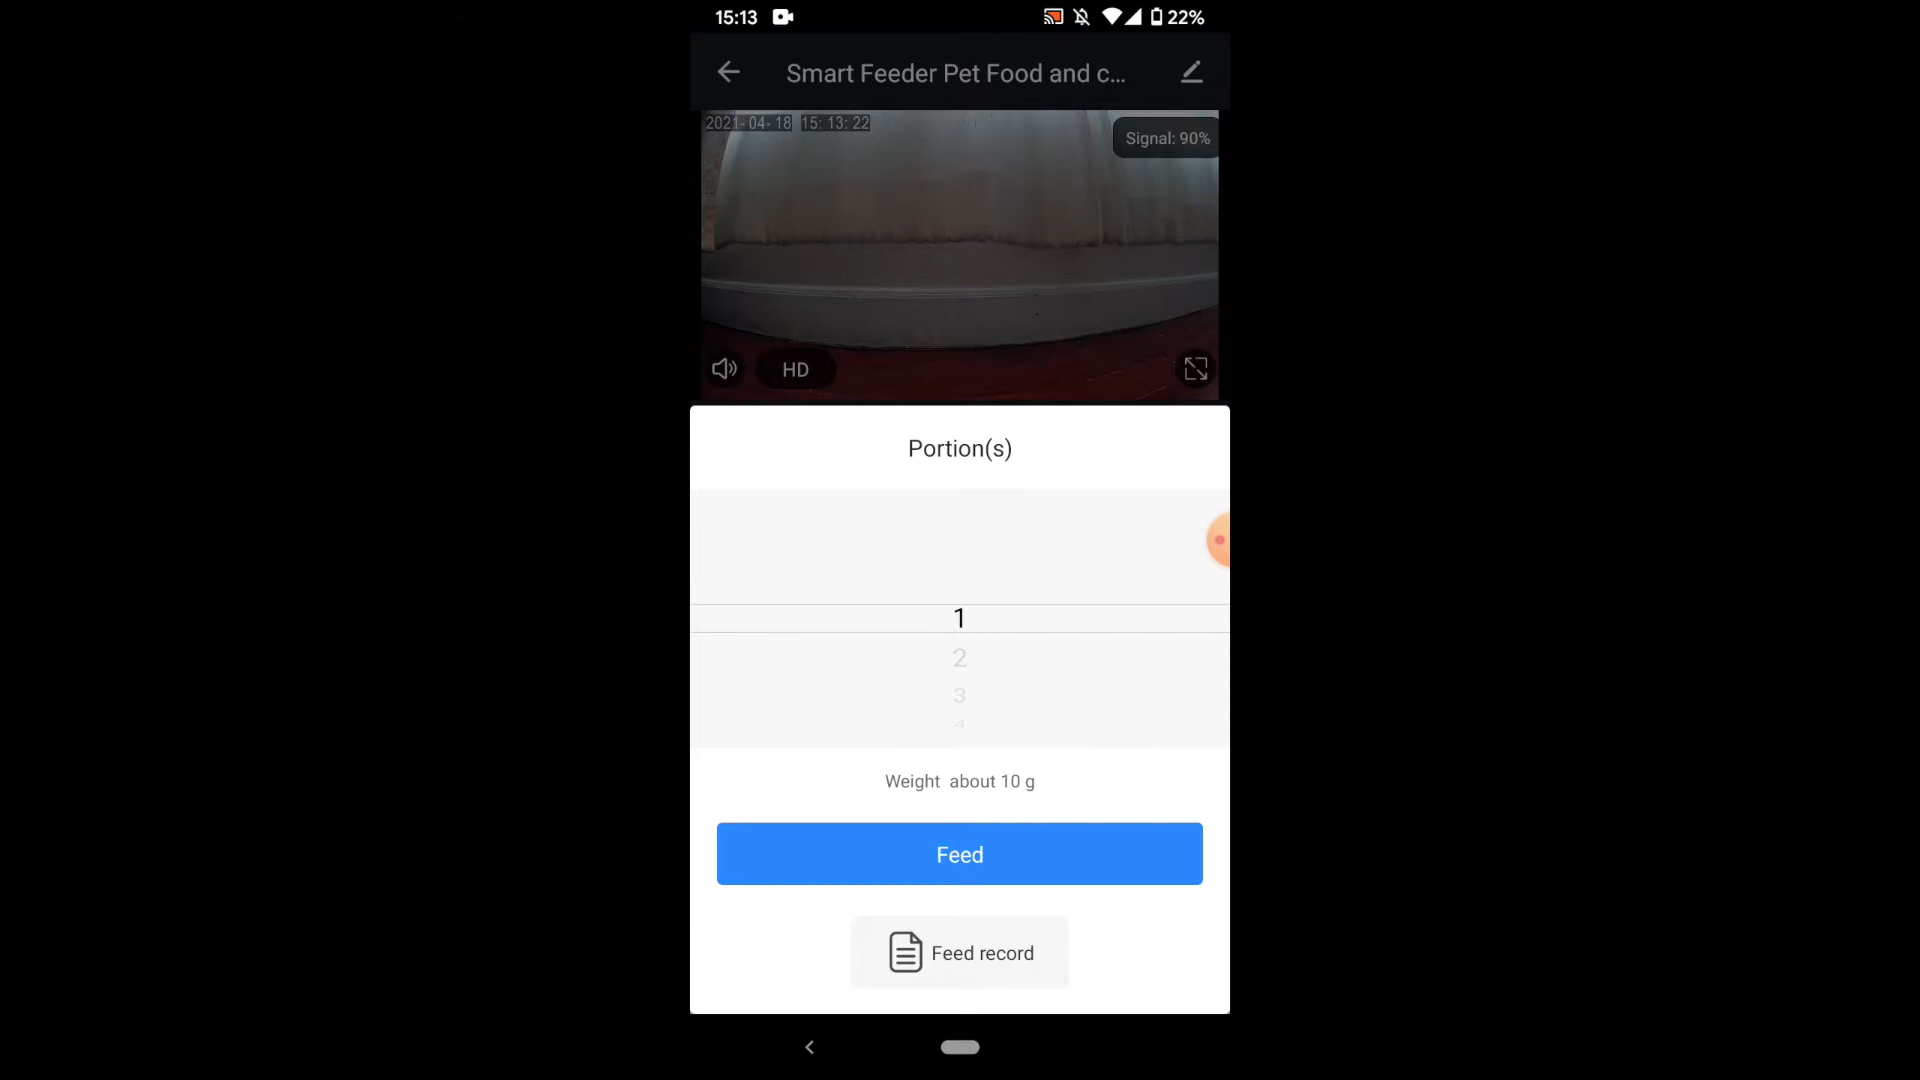 15:13
22%
Smart Feeder Pet Food and c...
2021-04-18 15:13:22
Signal: 90%
HD
Portion(s)
1
2
3
4
Weight about 10 g
Feed
Feed record